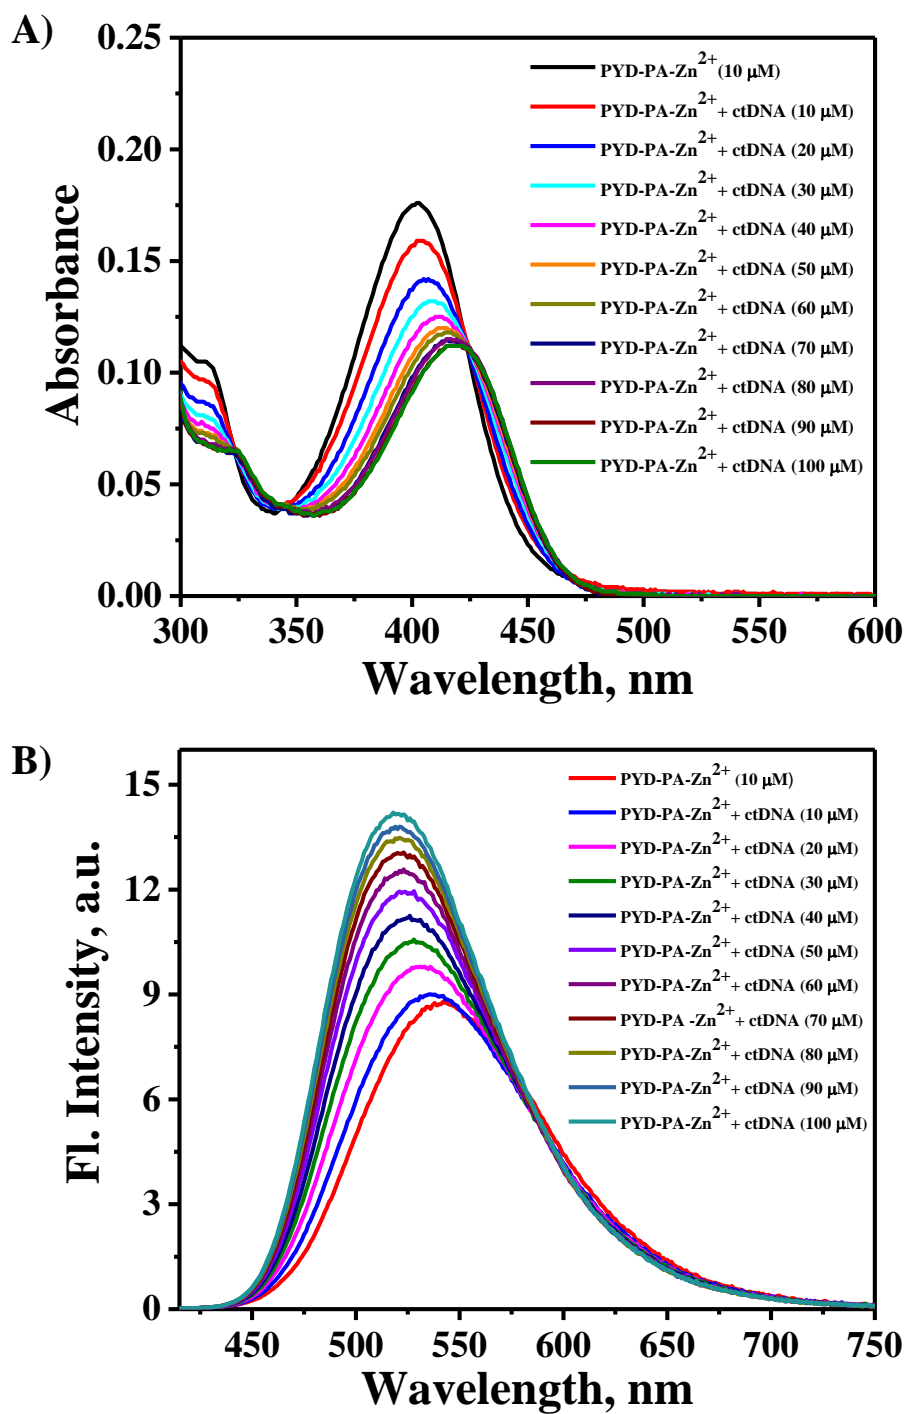 A)
0.25
0.20
0.15
0.10
0.05
0.00
Absorbance
PYD-PA-Zn2+ (10 µM)
PYD-PA-Zn2+ + ctDNA (10 µM)
PYD-PA-Zn2+ + ctDNA (20 µM)
PYD-PA-Zn2+ + ctDNA (30 µM)
PYD-PA-Zn2+ + ctDNA (40 µM)
PYD-PA-Zn2+ + ctDNA (50 µM)
PYD-PA-Zn2+ + ctDNA (60 µM)
PYD-PA-Zn2+ + ctDNA (70 µM)
PYD-PA-Zn2+ + ctDNA (80 µM)
PYD-PA-Zn2+ + ctDNA (90 µM)
PYD-PA-Zn2+ + ctDNA (100 µM)
300 350 400 450 500 550 600
Wavelength, nm
B)
15
12
9
6
3
0
Fl. Intensity, a.u.
PYD-PA-Zn2+ (10 µM)
PYD-PA-Zn2+ + ctDNA (10 µM)
PYD-PA-Zn2+ + ctDNA (20 µM)
PYD-PA-Zn2+ + ctDNA (30 µM)
PYD-PA-Zn2+ + ctDNA (40 µM)
PYD-PA-Zn2+ + ctDNA (50 µM)
PYD-PA-Zn2+ + ctDNA (60 µM)
PYD-PA -Zn2+ + ctDNA (70 µM)
PYD-PA-Zn2+ + ctDNA (80 µM)
PYD-PA-Zn2+ + ctDNA (90 µM)
PYD-PA-Zn2+ + ctDNA (100 µM)
450 500 550 600 650 700 750
Wavelength, nm